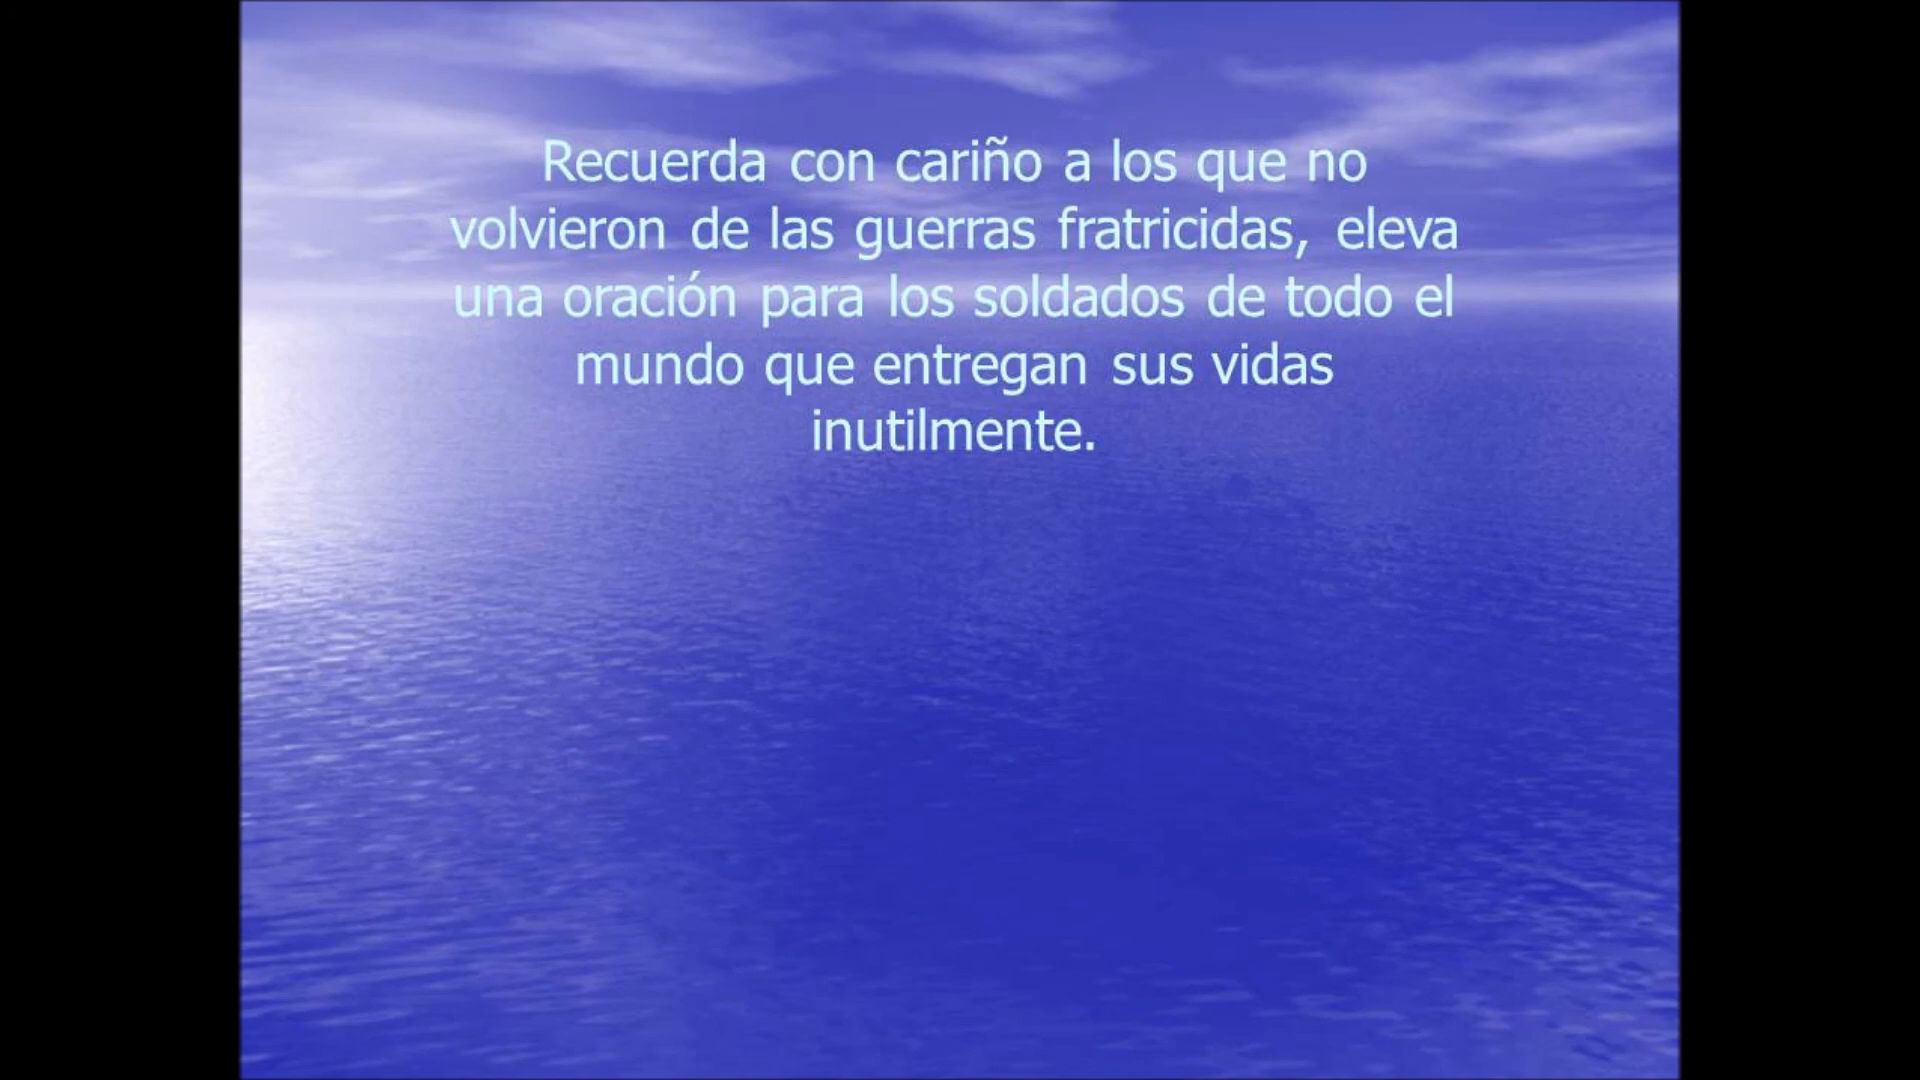 Recuerda con cariño a los que no
volvieron de las guerras fratricidas, eleva
una oración para los soldados de todo el
mundo que entregan sus vidas
inutilmente.